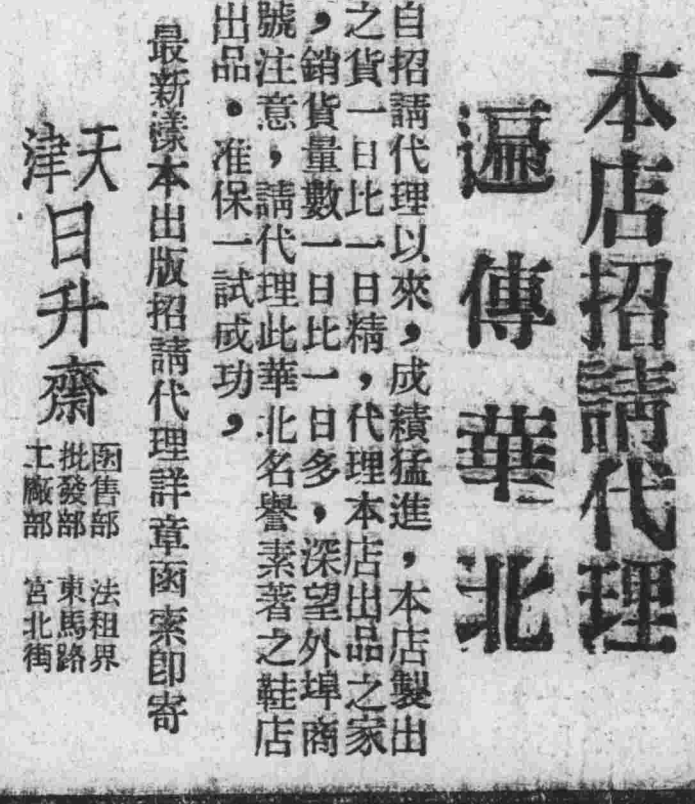 本店招請代理
遍傳華北
自招請代理以來，成績猛進，本店製出
之貨一日比一日精，代理本店出品之家
，銷貨量數一日比一日多，深望外埠商
號注意，請代理此華北名譽素著之鞋店
出品。准保一試成功，
最新漾本出版招請代理詳章函索卽寄
天津
日升齋
函售部 法租界
批發部 東馬路
工廠部 宮北街